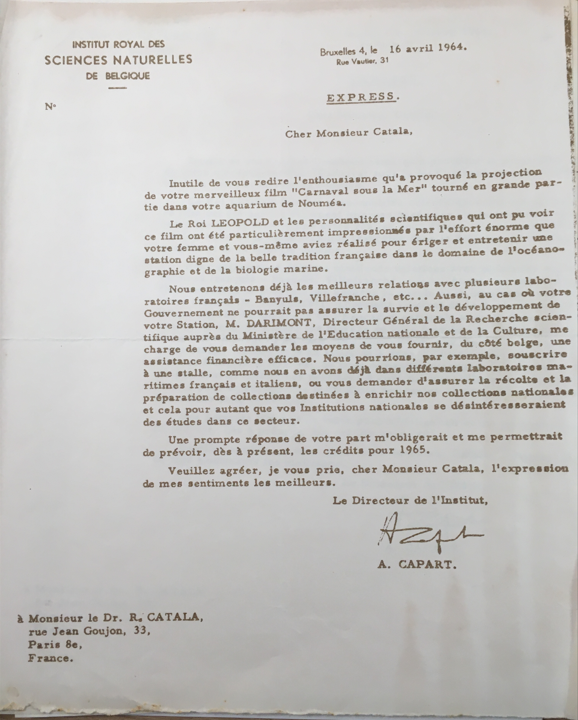 INSTITUT ROYAL DES
SCIENCES NATURELLES
DE BELGIQUE
Nº
Bruxelles 4, le 16 avril 1964.
Rue Vautier, 31
EXPRESS.
Cher Monsieur Catala,
Inutile de vous redire l'enthousiasme qu'a provoqué la projection
de votre merveilleux film "Carnaval sous la Mer" tourné en grande par-
tie dans votre aquarium de Nouméa.
Le Roi LEOPOLD et les personnalités scientifiques qui ont pu voir
ce film ont été particulièrement impressionnés par l'effort énorme que
votre femme et vous-même aviez réalisé pour ériger et entretenir une
station digne de la belle tradition française dans le domaine de l'océano-
graphie et de la biologie marine.
Nous entretenons déjà les meilleurs relations avec plusieurs labo-
ratoires français - Banyuls, Villefranche, etc... Aussi, au cas où votre
Gouvernement ne pourrait pas assurer la survie et le développement de
votre Station, M. DARIMONT, Directeur Général de la Recherche scien-
tifique auprès du Ministère de l'Education nationale et de la Culture, me
charge de vous demander les moyens de vous fournir, du côté belge, une
assistance financière efficace. Nous pourrions, par exemple, souscrire
à une stalle, comme nous en avons déjà dans différents laboratoires ma-
ritimes français et italiens, ou vous demander d'assurer la récolte et la
préparation de collections destinées à enrichir nos collections nationales
et cela pour autant que vos Institutions nationales se désintéresseraient
des études dans ce secteur.
Une prompte réponse de votre part m'obligerait et me permettrait
de prévoir, dès à présent, les crédits pour 1965.
Veuillez agréer, je vous prie, cher Monsieur Catala, l'expression
de mes sentiments les meilleurs.
Le Directeur de l'Institut,
A. CAPART.
à Monsieur le Dr. R. CATALA,
rue Jean Goujon, 33,
Paris 8e,
France.